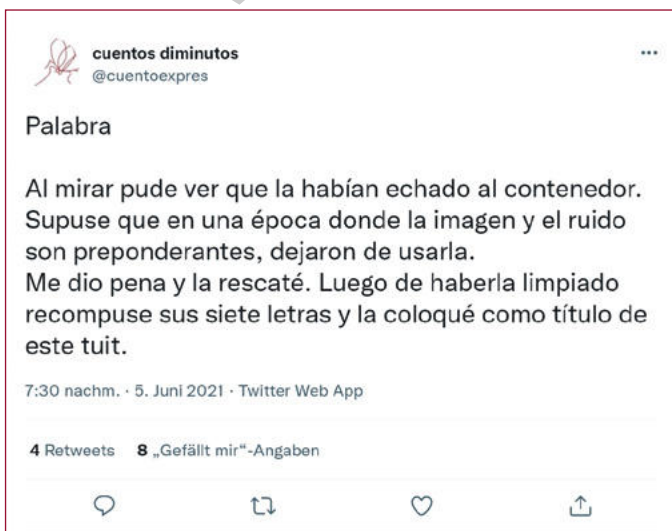 cuentos diminutos
@cuentoexpres
Palabra
Al mirar pude ver que la habían echado al contenedor.
Supuse que en una época donde la imagen y el ruido
son preponderantes, dejaron de usarla.
Me dio pena y la rescaté. Luego de haberla limpiado
recompuse sus siete letras y la coloqué como título de
este tuit.
7:30 nachm. · 5. Juni 2021 · Twitter Web App
4 Retweets 8 „Gefällt mir“-Angaben